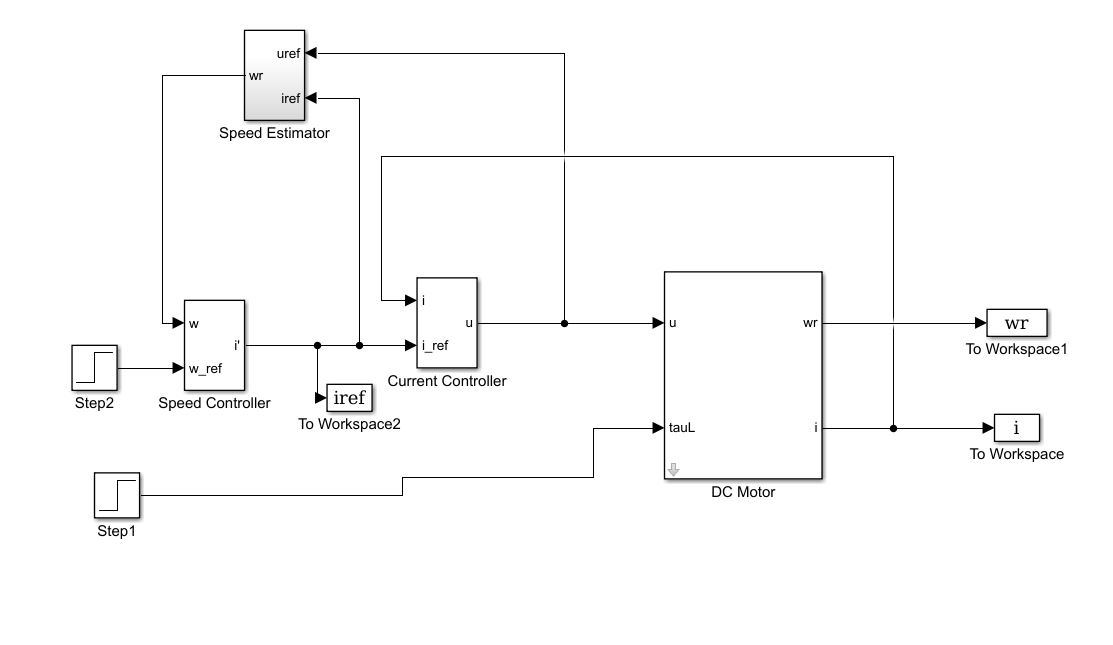 uref
wr
iref
Speed Estimator
i
u
i_ref
Current Controller
w
i'
w_ref
Speed Controller
Step2
iref
To Workspace2
u
wr
tauL
i
DC Motor
wr
To Workspace1
i
To Workspace
Step1